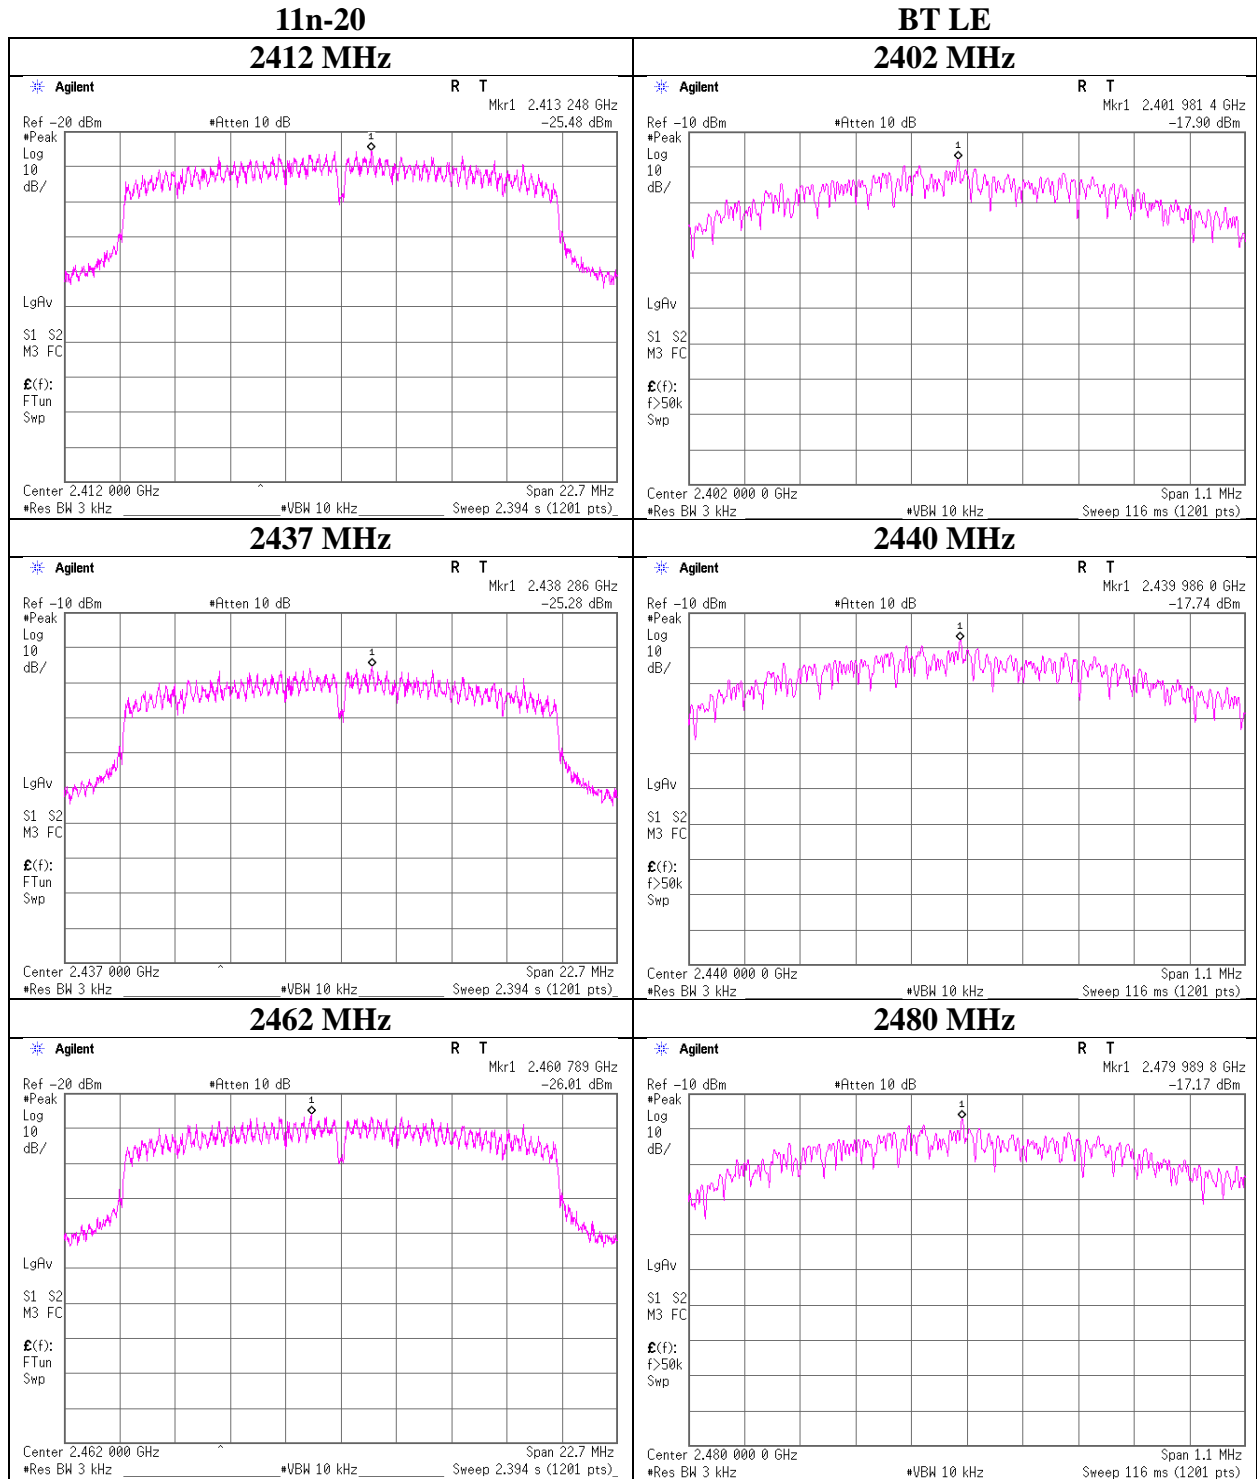 11n-20
BT LE
2412 MHz
2402 MHz
Agilent
R T
Mkr1 2.413 248 GHz
Ref -20 dBm
#Atten 10 dB
-25.48 dBm
#Peak
Log
10
dB/
1
LgAv
S1 S2
M3 FC
£(f):
FTun
Swp
Center 2.412 000 GHz
^
Span 22.7 MHz
#Res BW 3 kHz
#VBW 10 kHz
Sweep 2.394 s (1201 pts)
Agilent
R T
Mkr1 2.401 981 4 GHz
Ref -10 dBm
#Atten 10 dB
-17.90 dBm
#Peak
Log
10
dB/
1
LgAv
S1 S2
M3 FC
£(f):
f>50k
Swp
Center 2.402 000 0 GHz
Span 1.1 MHz
#Res BW 3 kHz
#VBW 10 kHz
Sweep 116 ms (1201 pts)
2437 MHz
2440 MHz
Agilent
R T
Mkr1 2.438 286 GHz
Ref -10 dBm
#Atten 10 dB
-25.28 dBm
#Peak
Log
10
dB/
1
LgAv
S1 S2
M3 FC
£(f):
FTun
Swp
Center 2.437 000 GHz
^
Span 22.7 MHz
#Res BW 3 kHz
#VBW 10 kHz
Sweep 2.394 s (1201 pts)
Agilent
R T
Mkr1 2.439 986 0 GHz
Ref -10 dBm
#Atten 10 dB
-17.74 dBm
#Peak
Log
10
dB/
1
LgAv
S1 S2
M3 FC
£(f):
f>50k
Swp
Center 2.440 000 0 GHz
Span 1.1 MHz
#Res BW 3 kHz
#VBW 10 kHz
Sweep 116 ms (1201 pts)
2462 MHz
2480 MHz
Agilent
R T
Mkr1 2.460 789 GHz
Ref -20 dBm
#Atten 10 dB
-26.01 dBm
#Peak
Log
10
dB/
1
LgAv
S1 S2
M3 FC
£(f):
FTun
Swp
Center 2.462 000 GHz
^
Span 22.7 MHz
#Res BW 3 kHz
#VBW 10 kHz
Sweep 2.394 s (1201 pts)
Agilent
R T
Mkr1 2.479 989 8 GHz
Ref -10 dBm
#Atten 10 dB
-17.17 dBm
#Peak
Log
10
dB/
1
LgAv
S1 S2
M3 FC
£(f):
f>50k
Swp
Center 2.480 000 0 GHz
Span 1.1 MHz
#Res BW 3 kHz
#VBW 10 kHz
Sweep 116 ms (1201 pts)